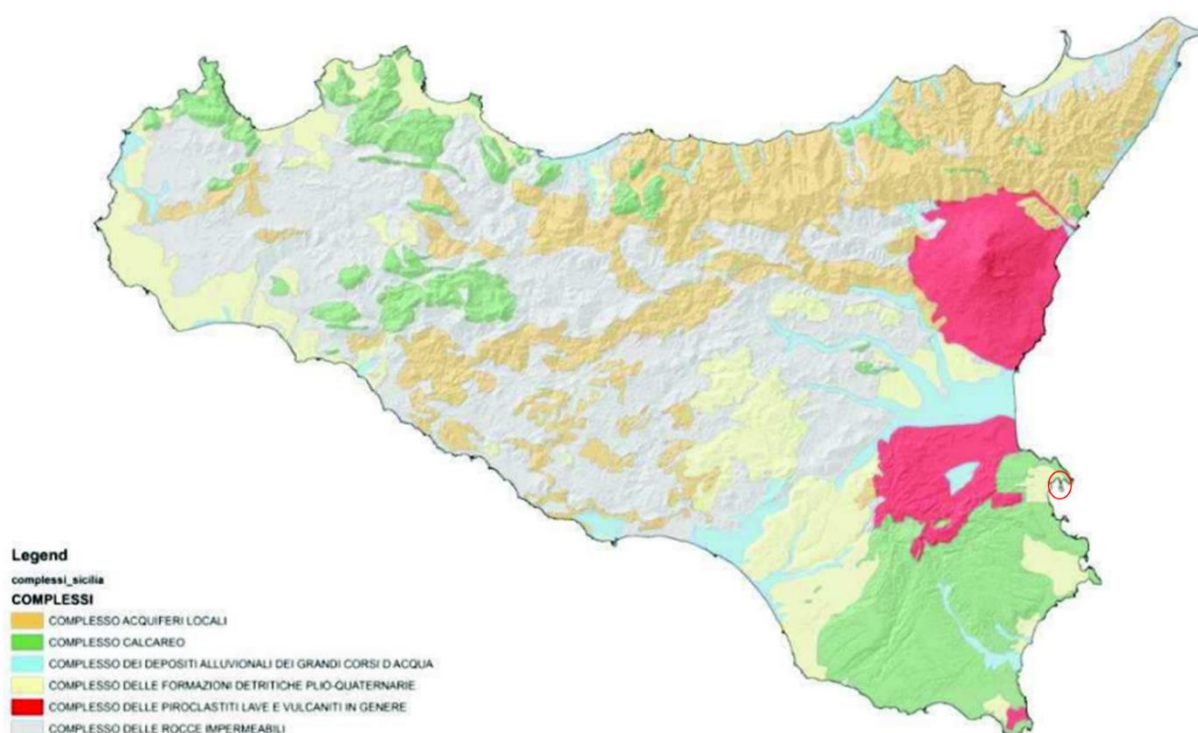 Legend
complessi_sicilia
COMPLESSI
COMPLESSO ACQUIFERI LOCALI
COMPLESSO CALCAREO
COMPLESSO DEI DEPOSITI ALLUVIONALI DEI GRANDI CORSI D ACQUA
COMPLESSO DELLE FORMAZIONI DETRITICHE PLIO-QUATERNARIE
COMPLESSO DELLE PIROCLASTITI LAVE E VULCANITI IN GENERE
COMPLESSO DELLE ROCCE IMPERMEABILI